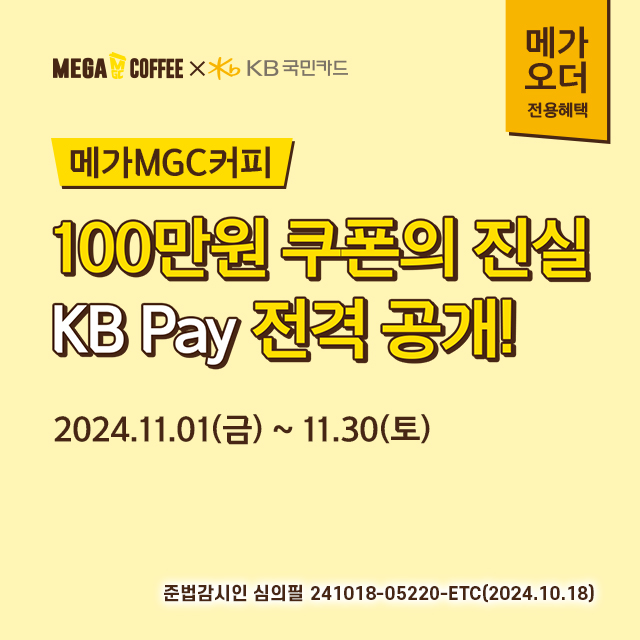 MEGA MGC COFFEE × Kb KB국민카드
메가
오더
전용혜택
메가MGC커피
100만원 쿠폰의 진실
KB Pay 전격 공개!
2024.11.01(금) ~ 11.30(토)
준법감시인 심의필 241018-05220-ETC(2024.10.18)